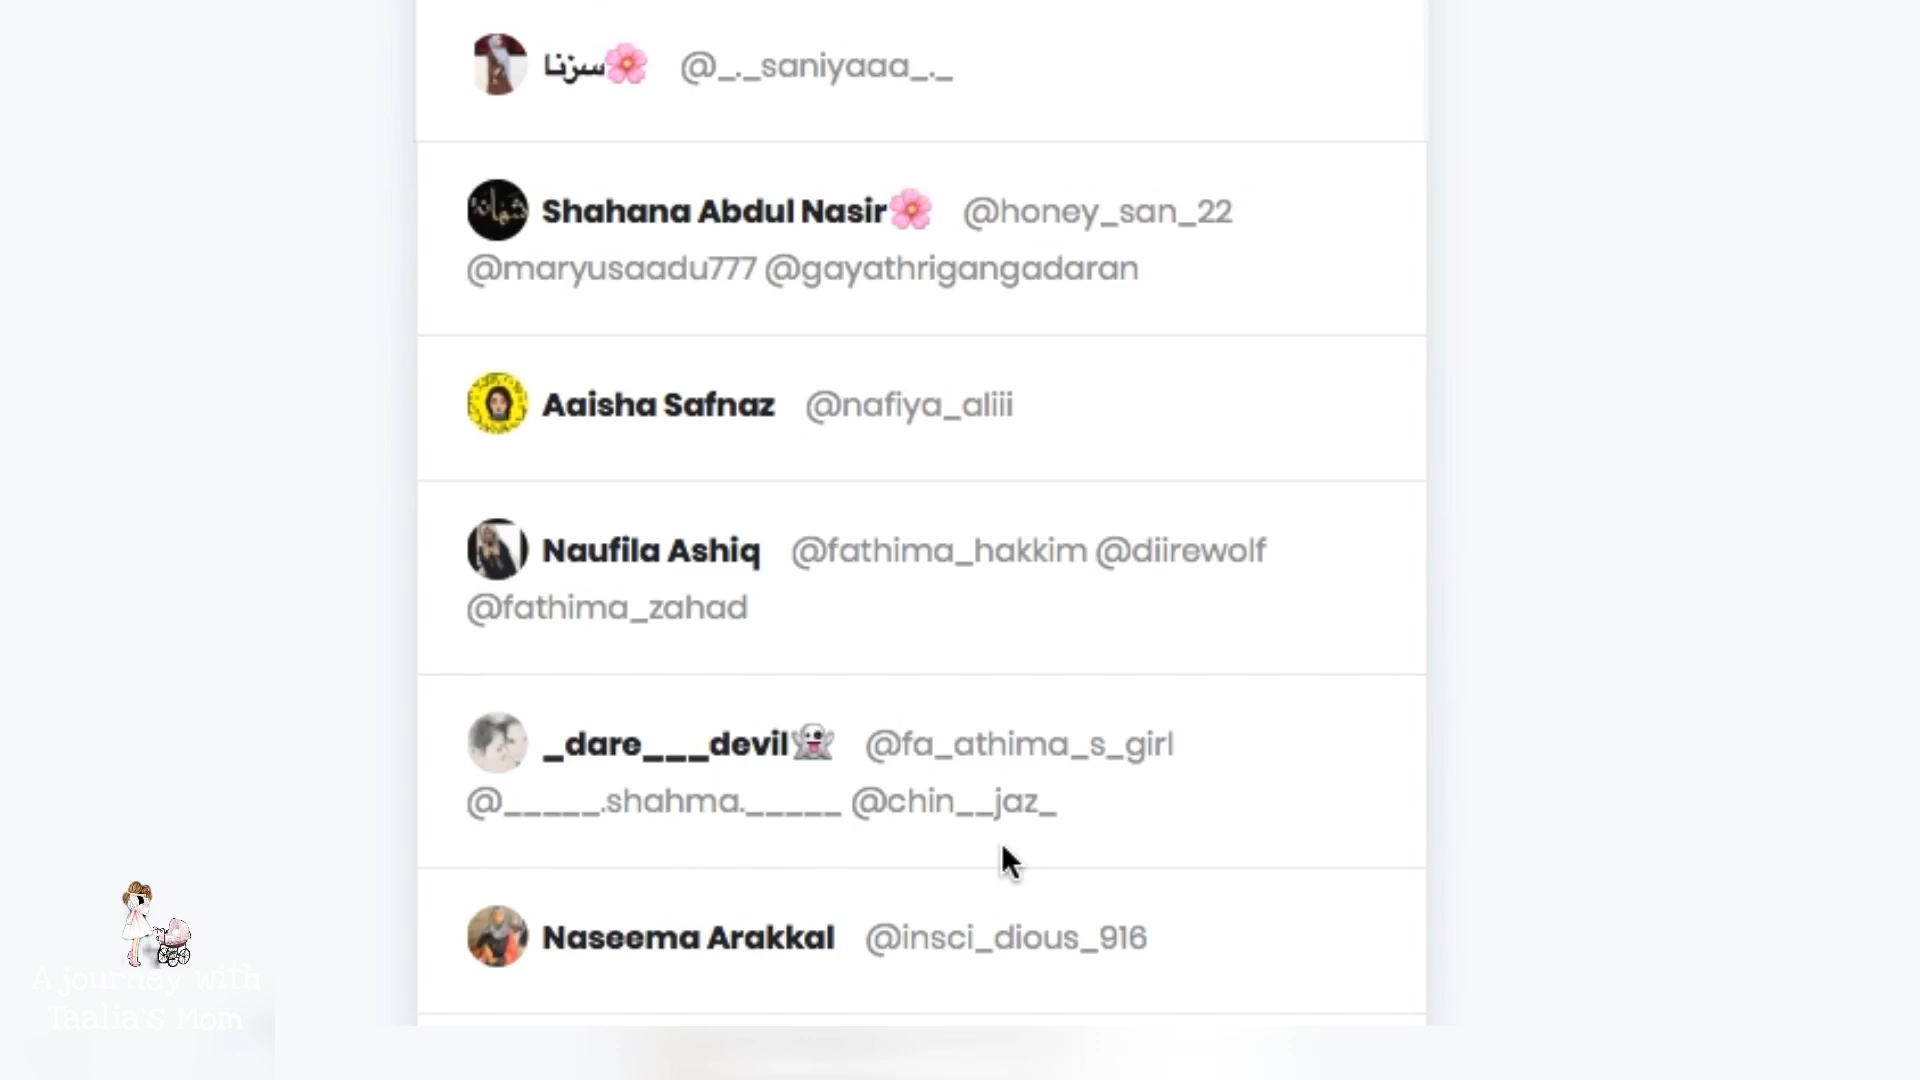 سزنا🌸 @_._saniyaaa_._
Shahana Abdul Nasir🌸 @honey_san_22
@maryusaadu777 @gayathrigangadaran
Aaisha Safnaz @nafiya_aliii
Naufila Ashiq @fathima_hakkim @diirewolf
@fathima_zahad
_dare___devil👻 @fa_athima_s_girl
@_____.shahma._____ @chin__jaz_
Naseema Arakkal @insci_dious_916
A journey with
Taalia's Mom